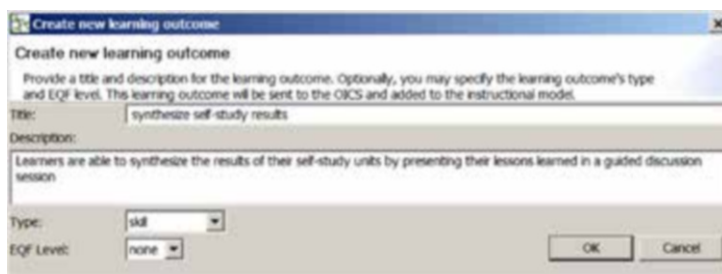 Create new learning outcome
Create new learning outcome
Provide a title and description for the learning outcome. Optionally, you may specify the learning outcome's type
and EQF level. This learning outcome will be sent to the OICS and added to the instructional model.
Title: synthesize self-study results
Description:
Learners are able to synthesize the results of their self-study units by presenting their lessons learned in a guided discussion
session
Type: skill
EQF Level: none OK Cancel